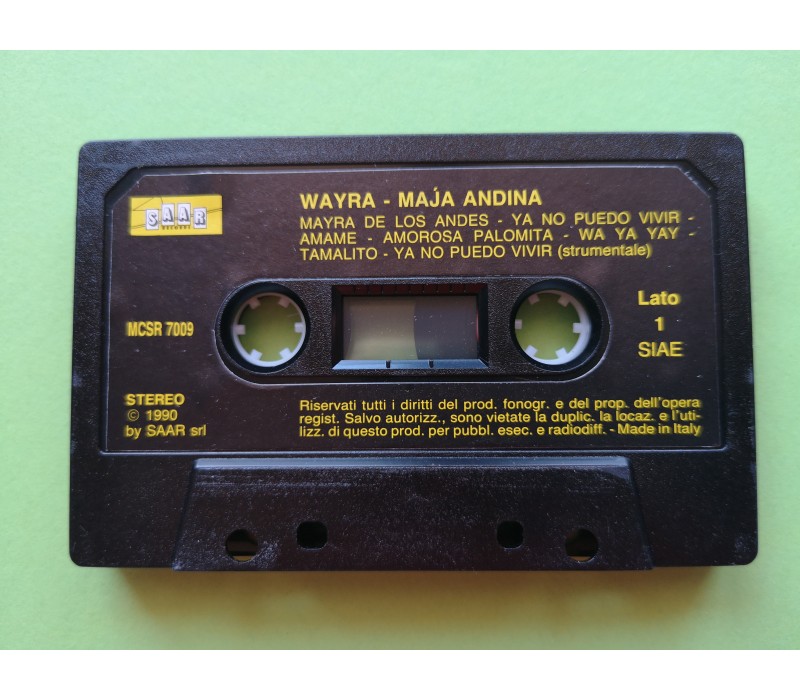 SAAR
RECORDS
WAYRA - MAJ́A ANDINA
MAYRA DE LOS ANDES - YA NO PUEDO VIVIR -
AMAME - AMOROSA PALOMITA - WA YA YAY -
TAMALITO - YA NO PUEDO VIVIR (strumentale)
MCSR 7009
Lato
1
SIAE
STEREO
© 1990
by SAAR srl
Riservati tutti i diritti del prod. fonogr. e del prop. dell'opera
regist. Salvo autorizz., sono vietate la duplic. la locaz. e l'uti-
lizz. di questo prod. per pubbl. esec. e radiodiff. - Made in Italy